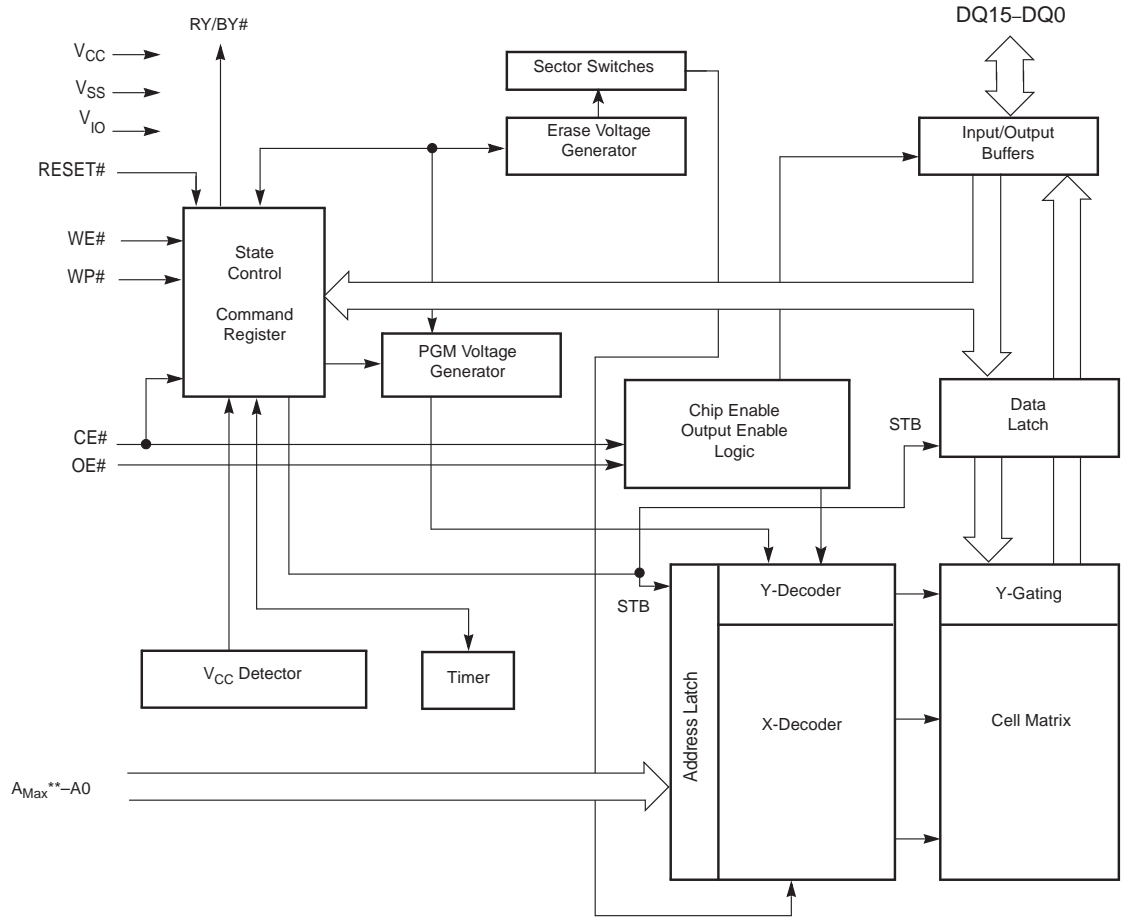 RY/BY#
DQ15–DQ0
VCC
VSS
VIO
RESET#
WE#
WP#
CE#
OE#
Sector Switches
Erase Voltage
Generator
Input/Output
Buffers
State
Control
Command
Register
PGM Voltage
Generator
Chip Enable
Output Enable
Logic
STB
Data
Latch
STB
Y-Decoder
Y-Gating
VCC Detector
Timer
Address Latch
X-Decoder
Cell Matrix
AMax**–A0